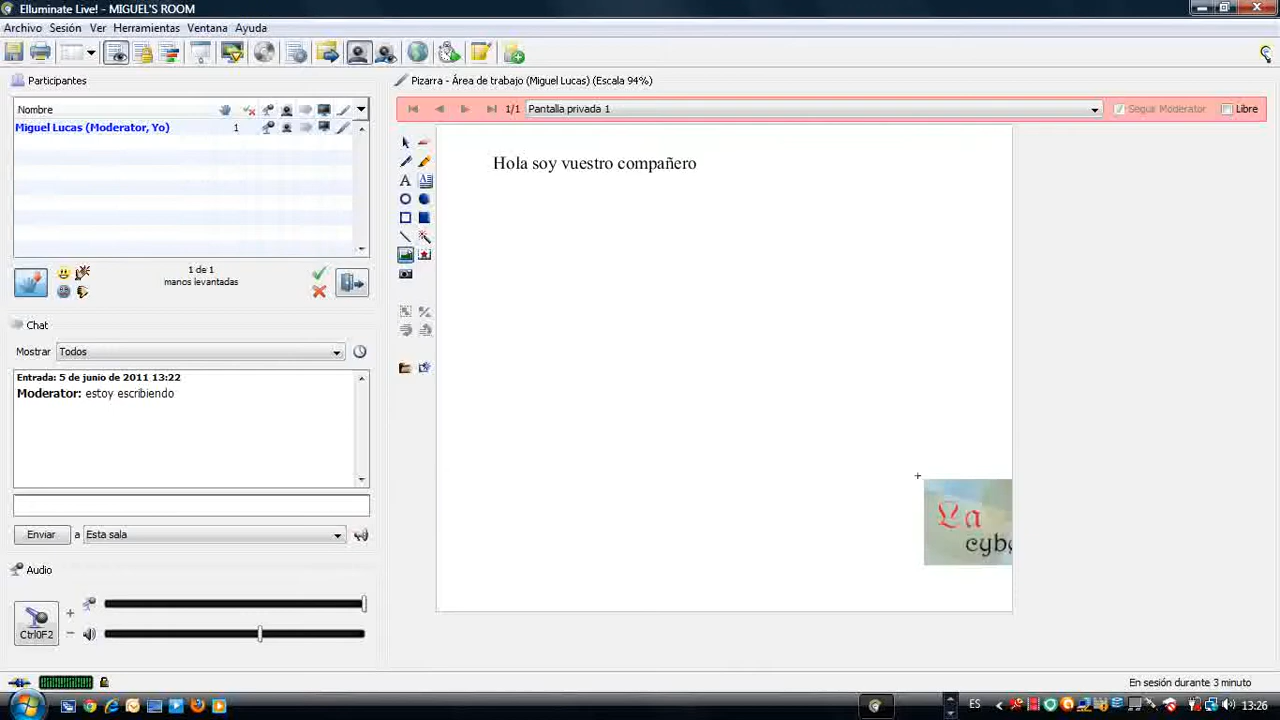 Elluminate Live! - MIGUEL'S ROOM
Archivo Sesión Ver Herramientas Ventana Ayuda
Participantes
Nombre
Miguel Lucas (Moderator, Yo) 1
1 de 1
manos levantadas
Chat
Mostrar Todos
Entrada: 5 de junio de 2011 13:22
Moderator: estoy escribiendo
Enviar a Esta sala
Audio
Ctrl0F2
Pizarra - Área de trabajo (Miguel Lucas) (Escala 94%)
1/1 Pantalla privada 1 Seguir Moderator Libre
Hola soy vuestro compañero
La
En sesión durante 3 minuto
ES 13:26